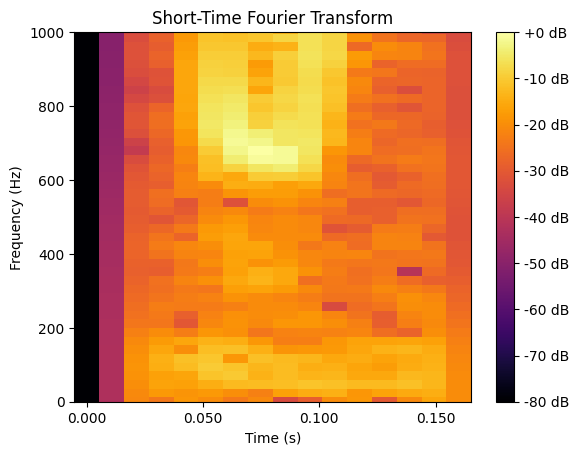 Short-Time Fourier Transform
Frequency (Hz)
1000
800
600
400
200
0
0.000
0.050
0.100
0.150
Time (s)
+0 dB
-10 dB
-20 dB
-30 dB
-40 dB
-50 dB
-60 dB
-70 dB
-80 dB